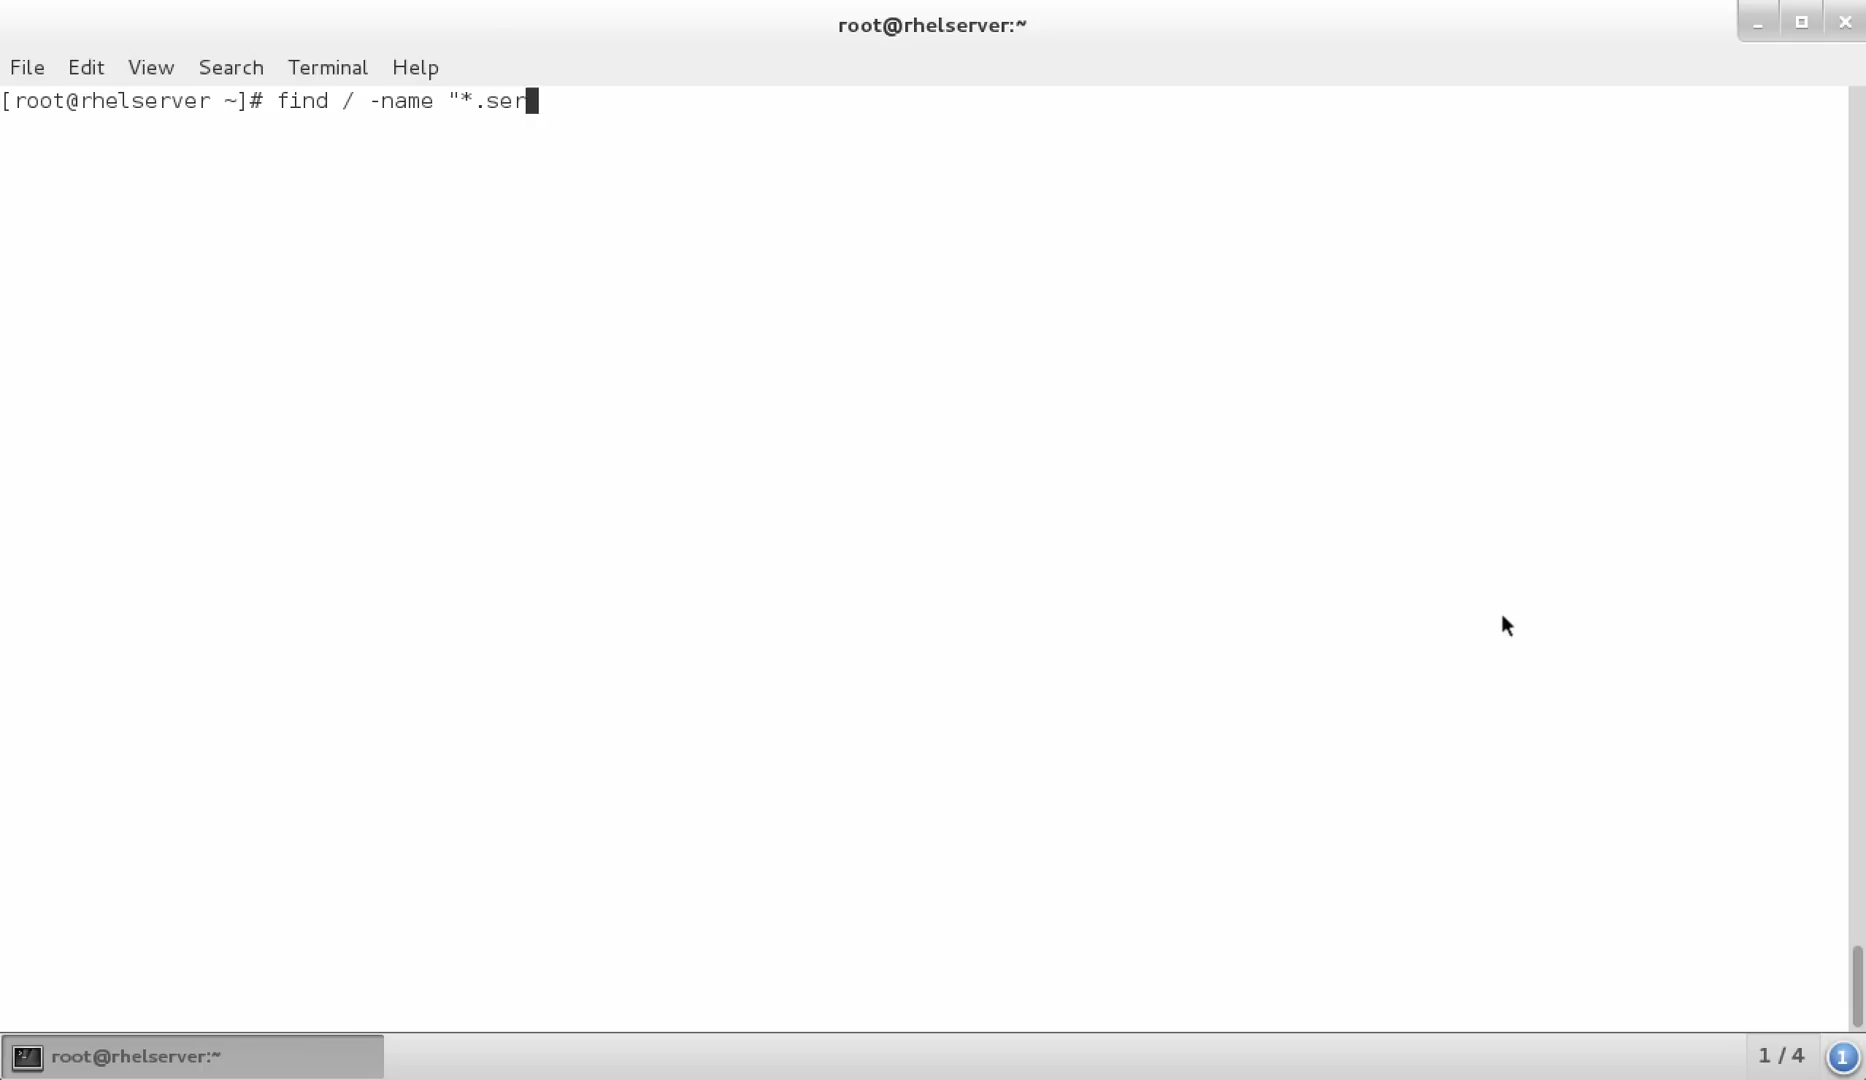 root@rhelserver:~
File Edit View Search Terminal Help
[root@rhelserver ~]# find / -name "*.ser
root@rhelserver:~
1 / 4
1